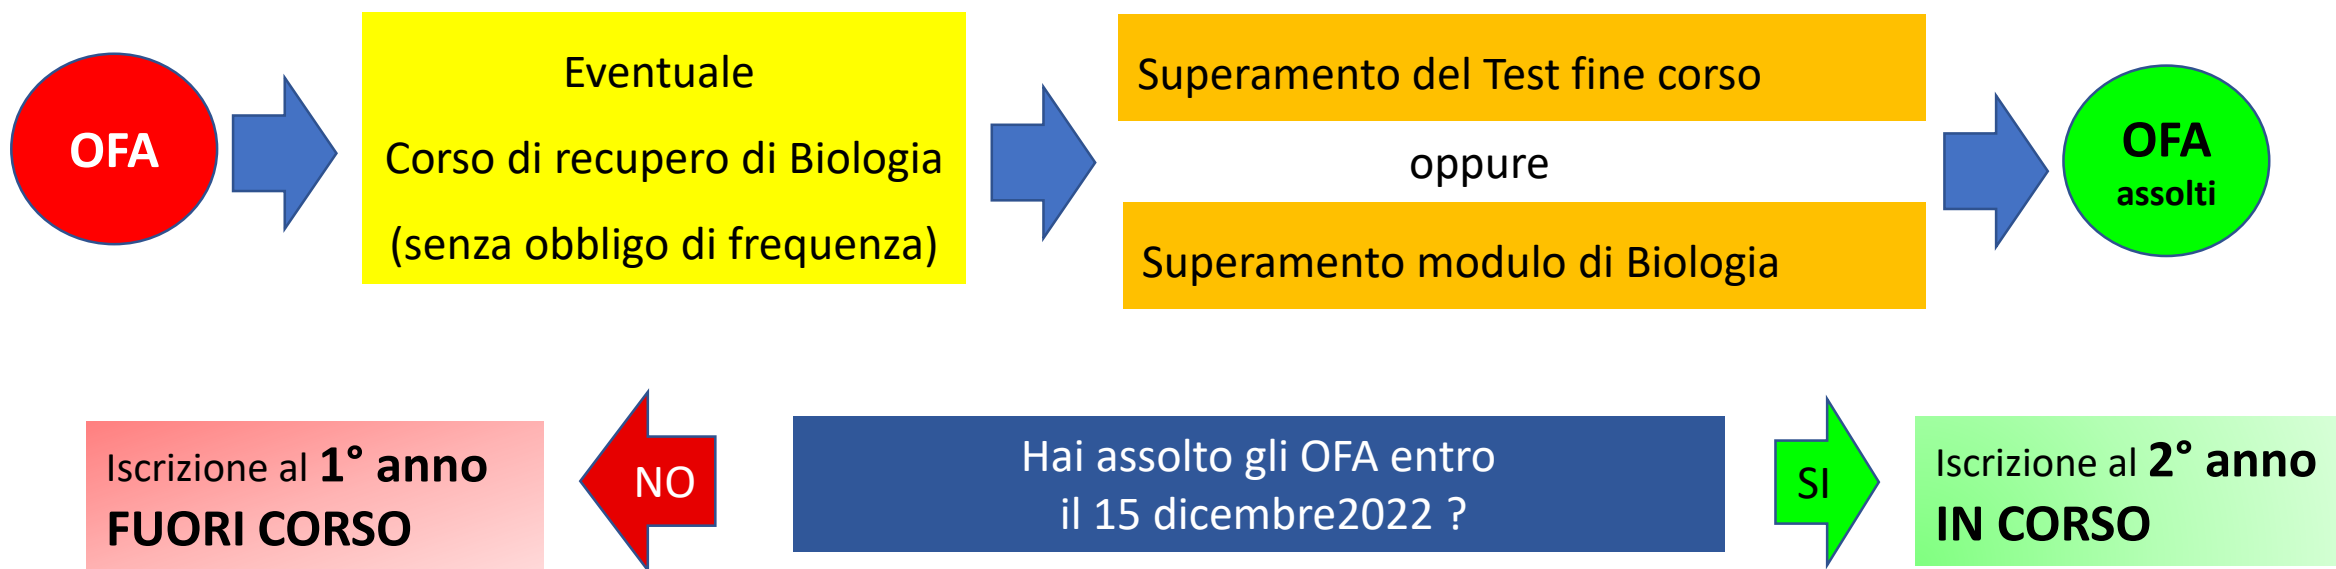 OFA
Eventuale
Corso di recupero di Biologia
(senza obbligo di frequenza)
Superamento del Test fine corso
oppure
Superamento modulo di Biologia
OFA
assolti
Iscrizione al 1° anno
FUORI CORSO
NO
Hai assolto gli OFA entro
il 15 dicembre2022 ?
SI
Iscrizione al 2° anno
IN CORSO